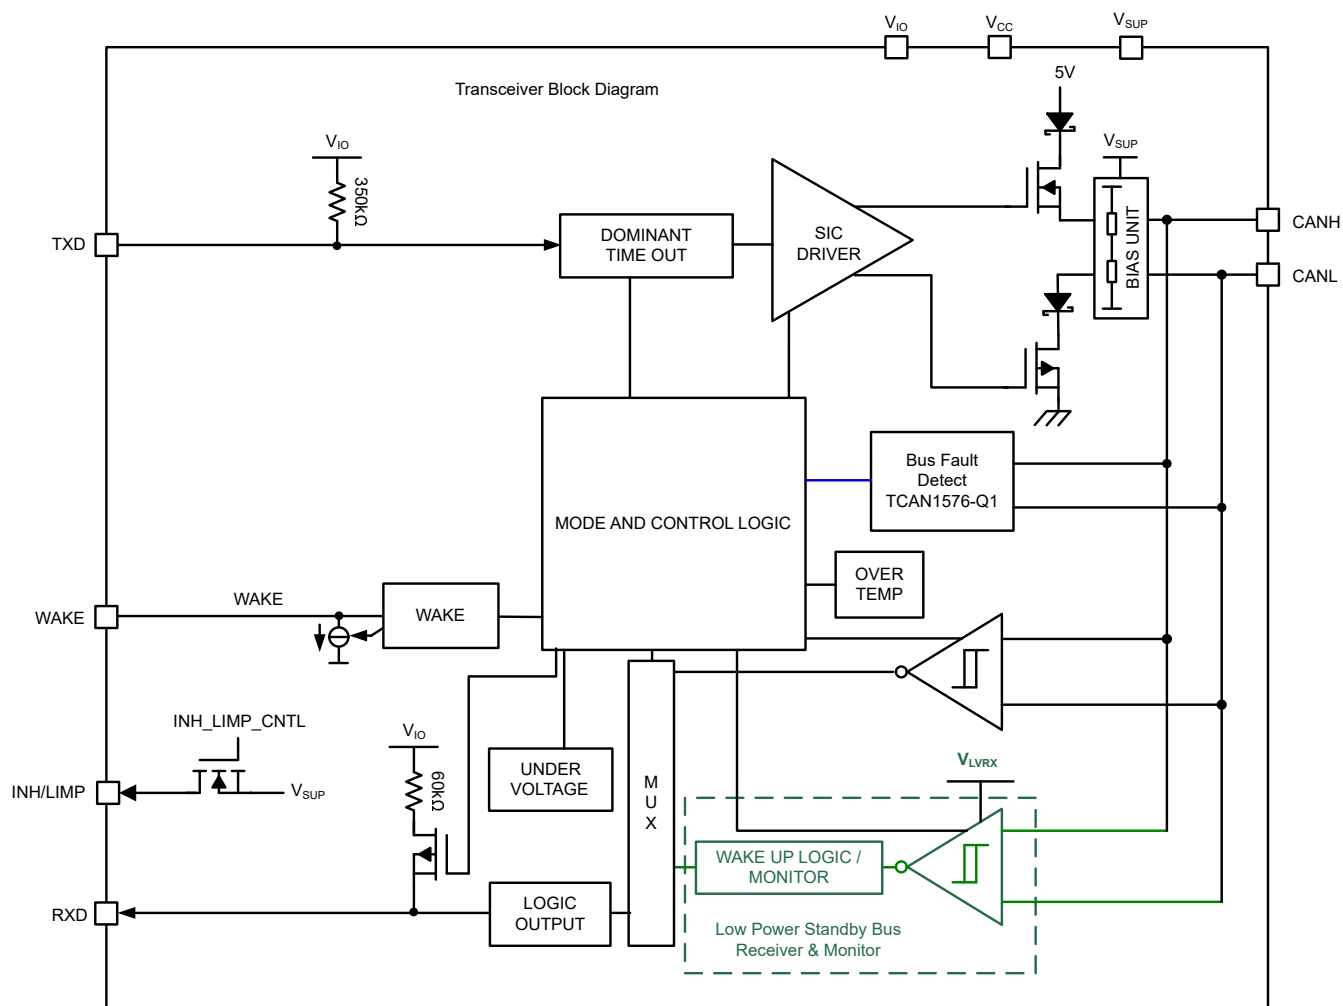 VIO
VCC
VSUP
Transceiver Block Diagram
5V
VIO
350kΩ
VSUP
TXD
DOMINANT
TIME OUT
SIC
DRIVER
BIAS UNIT
CANH
CANL
Bus Fault
Detect
TCAN1576-Q1
MODE AND CONTROL LOGIC
OVER
TEMP
WAKE
WAKE
WAKE
INH_LIMP_CNTL
INH/LIMP
VSUP
VIO
60kΩ
UNDER
VOLTAGE
M
U
X
VLVRX
WAKE UP LOGIC /
MONITOR
RXD
LOGIC
OUTPUT
Low Power Standby Bus
Receiver & Monitor